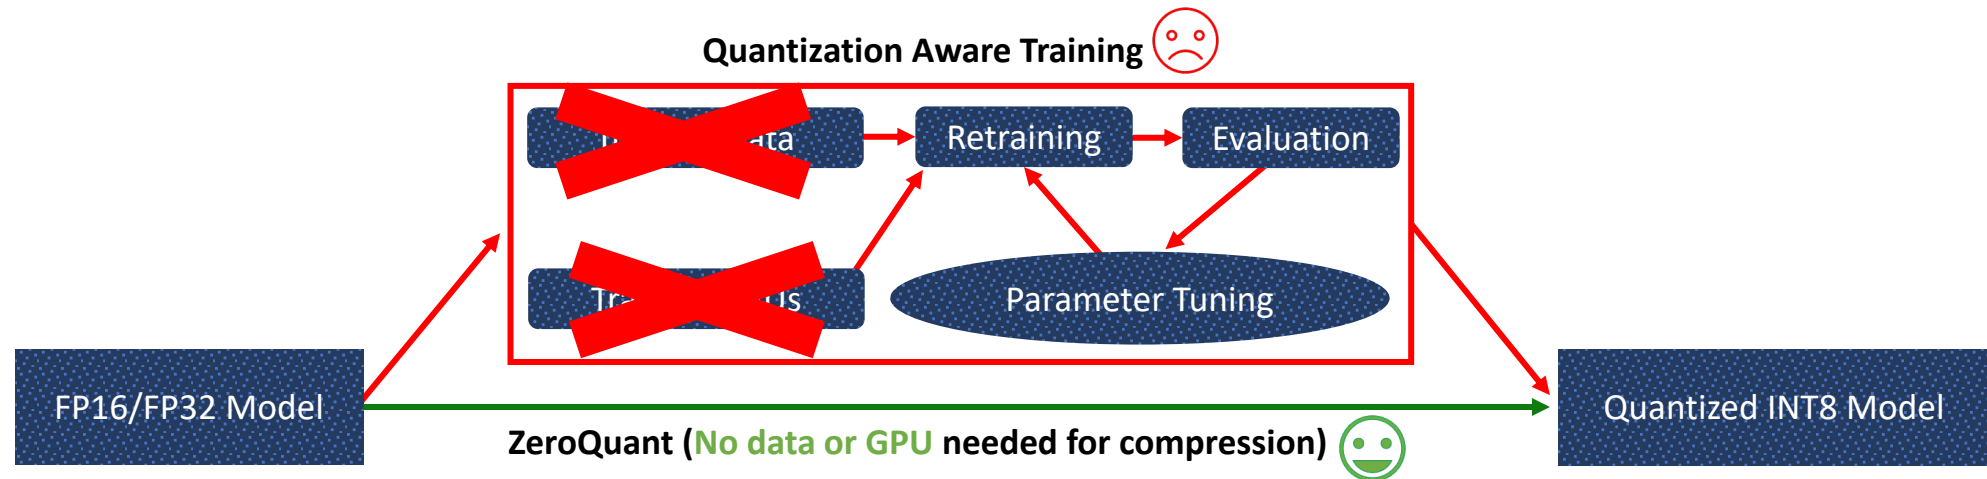 Quantization Aware Training
Retraining
Evaluation
Parameter Tuning
FP16/FP32 Model
Quantized INT8 Model
ZeroQuant (No data or GPU needed for compression)